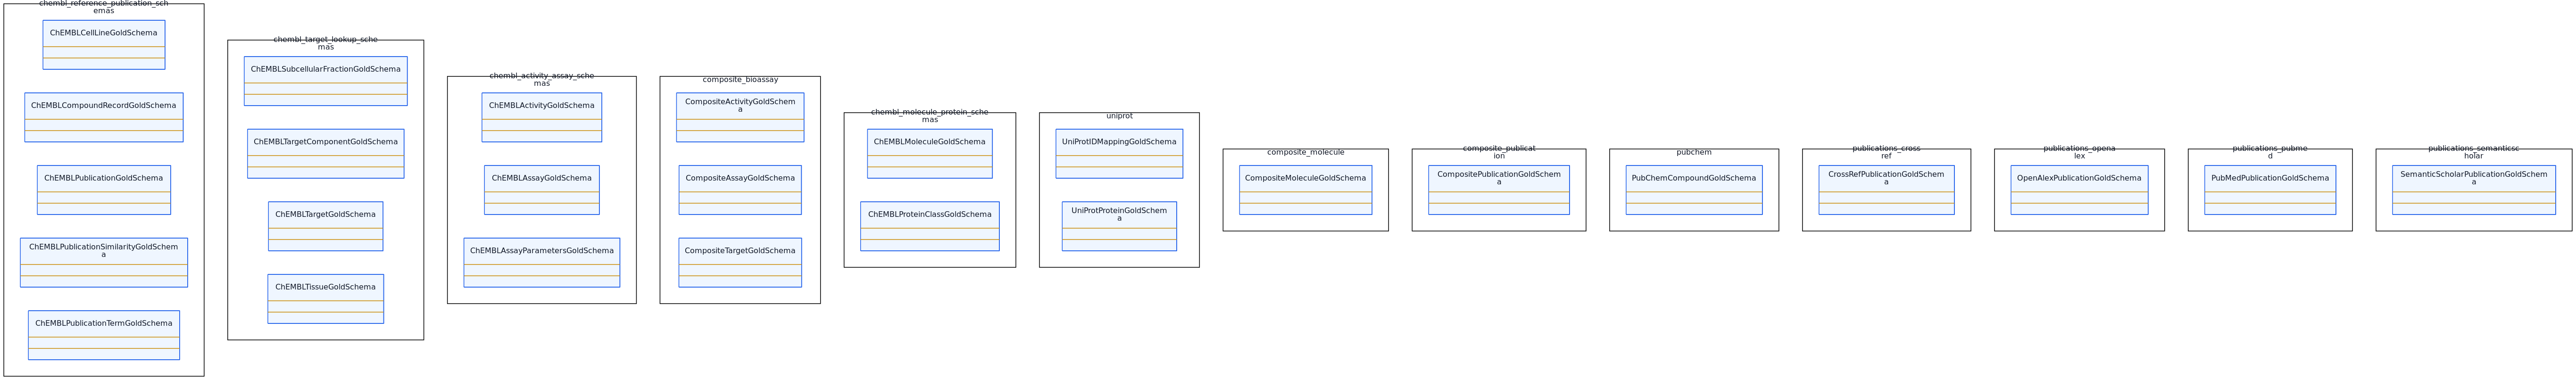 chembl_reference_publication_sch
emas
ChEMBLCellLineGoldSchema
ChEMBLCompoundRecordGoldSchema
ChEMBLPublicationGoldSchema
ChEMBLPublicationSimilarityGoldSchem
a
ChEMBLPublicationTermGoldSchema
chembl_target_lookup_sche
mas
ChEMBLSubcellularFractionGoldSchema
ChEMBLTargetComponentGoldSchema
ChEMBLTargetGoldSchema
ChEMBLTissueGoldSchema
chembl_activity_assay_sche
mas
ChEMBLActivityGoldSchema
ChEMBLAssayGoldSchema
ChEMBLAssayParametersGoldSchema
composite_bioassay
CompositeActivityGoldSchem
a
CompositeAssayGoldSchema
CompositeTargetGoldSchema
chembl_molecule_protein_sche
mas
ChEMBLMoleculeGoldSchema
ChEMBLProteinClassGoldSchema
uniprot
UniProtIDMappingGoldSchema
UniProtProteinGoldSchem
a
composite_molecule
CompositeMoleculeGoldSchema
composite_publicat
ion
CompositePublicationGoldSchem
a
pubchem
PubChemCompoundGoldSchema
publications_cross
ref
CrossRefPublicationGoldSchem
a
publications_opena
lex
OpenAlexPublicationGoldSchema
publications_pubme
d
PubMedPublicationGoldSchema
publications_semanticsc
holar
SemanticScholarPublicationGoldSchem
a